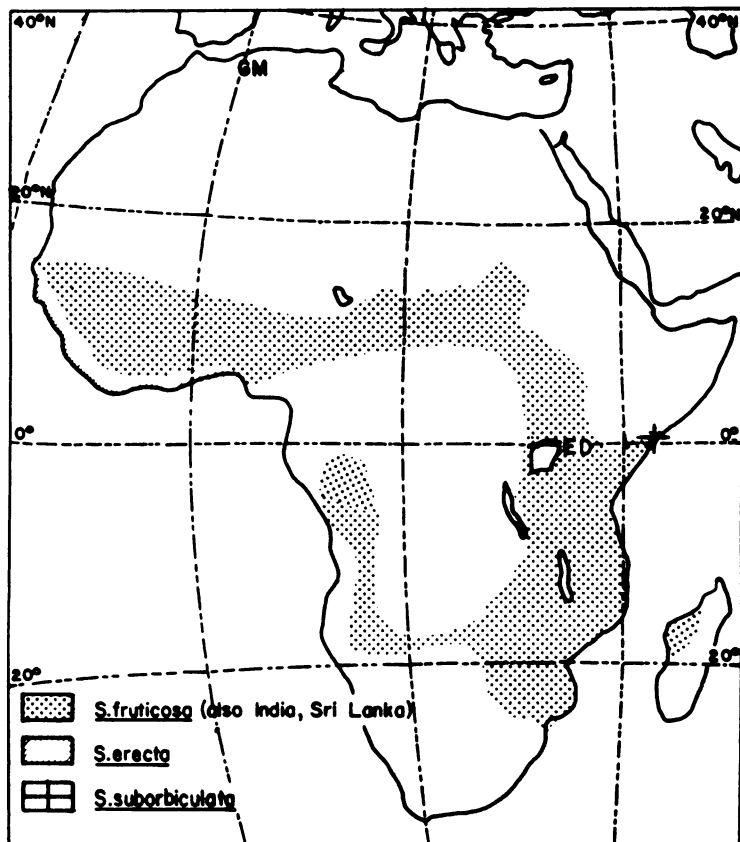 40°N 40°N
GM
20°N 20°N
0° ED 0°
20° 20°
S.fruticosa (also India, Sri Lanka)
S.erecta
S.suborbiculata